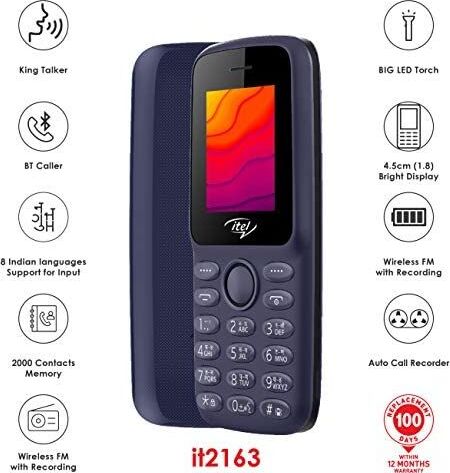 King Talker
BT Caller
8 Indian languages
Support for Input
2000 Contacts
Memory
Wireless FM
with Recording
itel
1
2 ABC
3 DEF
4 GHI
5 JKL
6 MNO
7 PQRS
8 TUV
9 WXYZ
*
0
#
it2163
BIG LED Torch
4.5cm (1.8)
Bright Display
Wireless FM
with Recording
Auto Call Recorder
REPLACEMENT
100
DAYS
WITHIN
12 MONTHS
WARRANTY